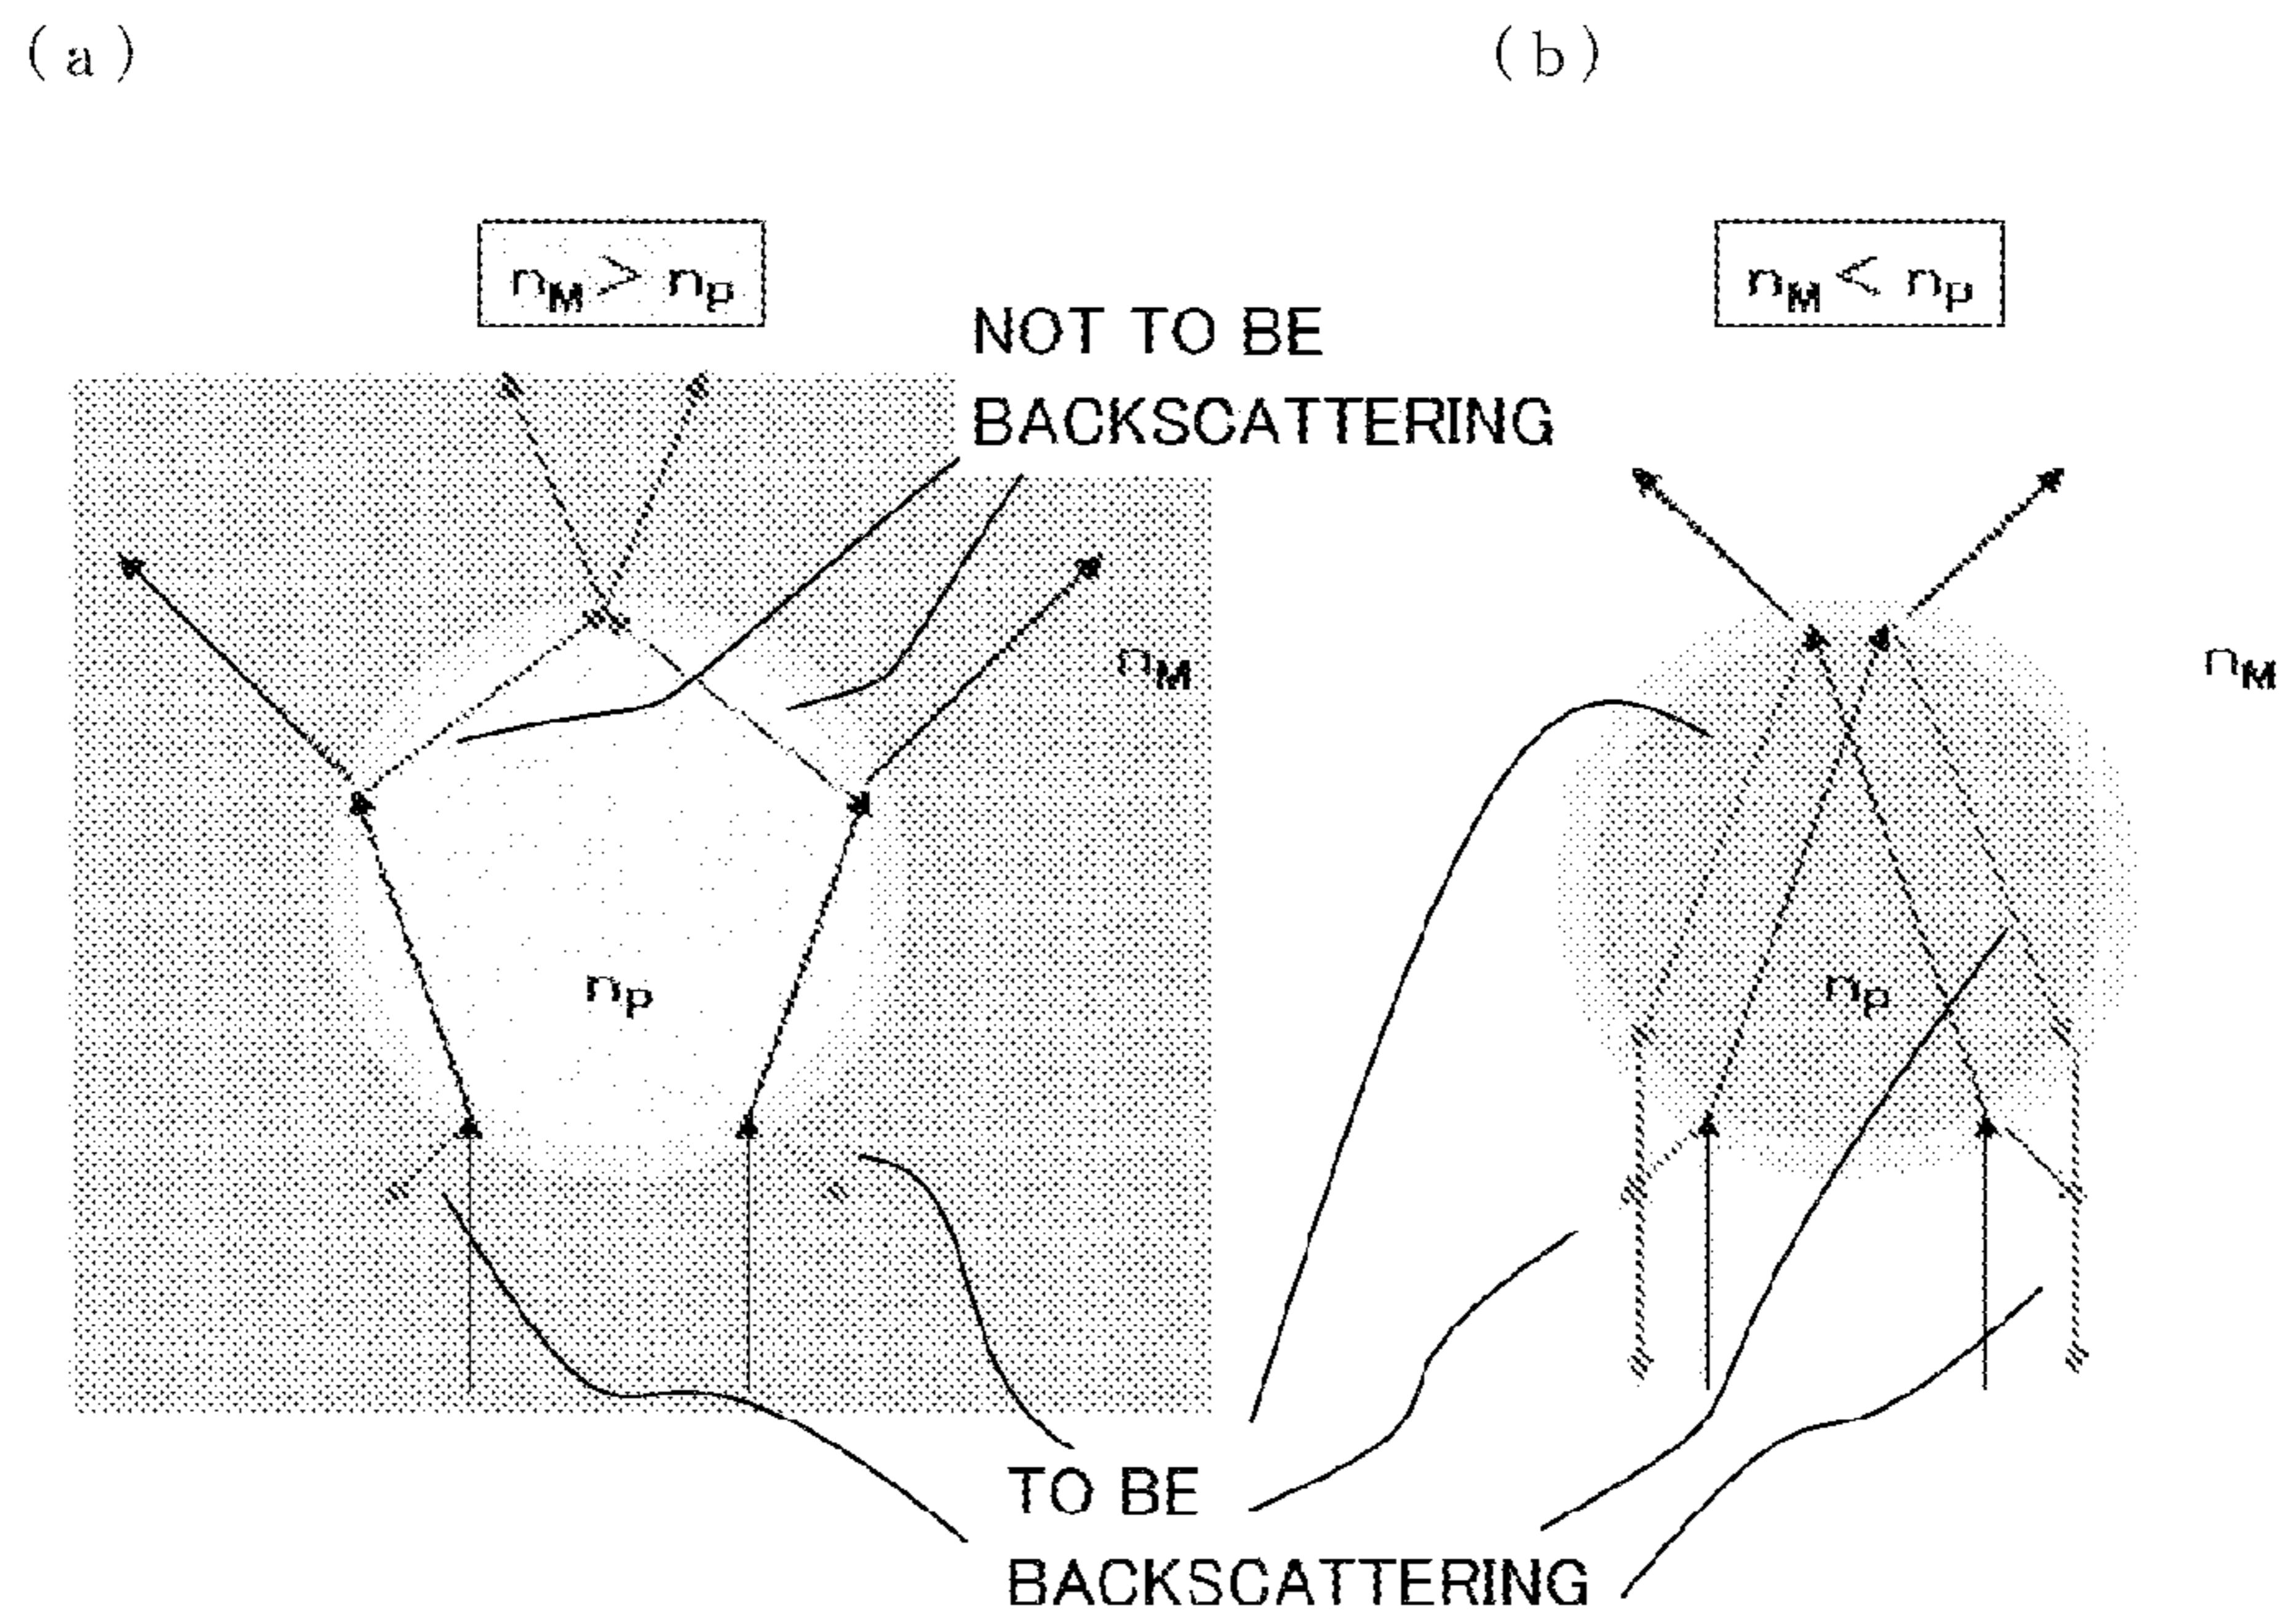 (a)
(b)
nM > nP
nM < nP
NOT TO BE
BACKSCATTERING
nM
nM
nP
nP
TO BE
BACKSCATTERING